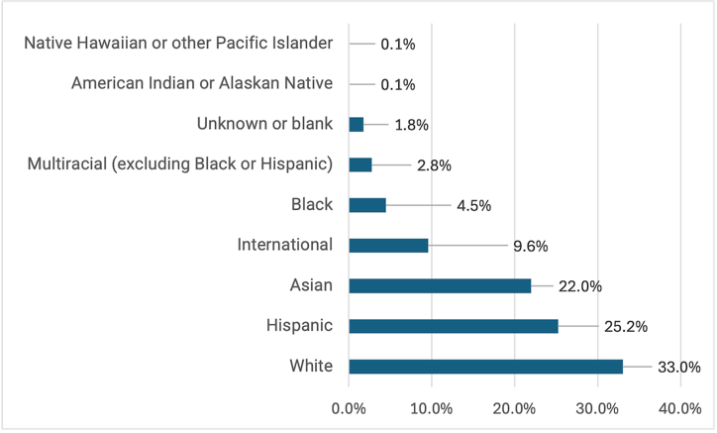 Native Hawaiian or other Pacific Islander 0.1%
American Indian or Alaskan Native 0.1%
Unknown or blank 1.8%
Multiracial (excluding Black or Hispanic) 2.8%
Black 4.5%
International 9.6%
Asian 22.0%
Hispanic 25.2%
White 33.0%
0.0% 10.0% 20.0% 30.0% 40.0%